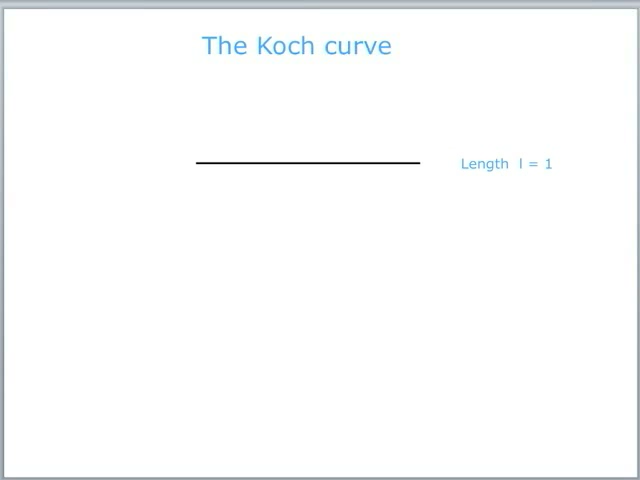 The Koch curve
Length l = 1